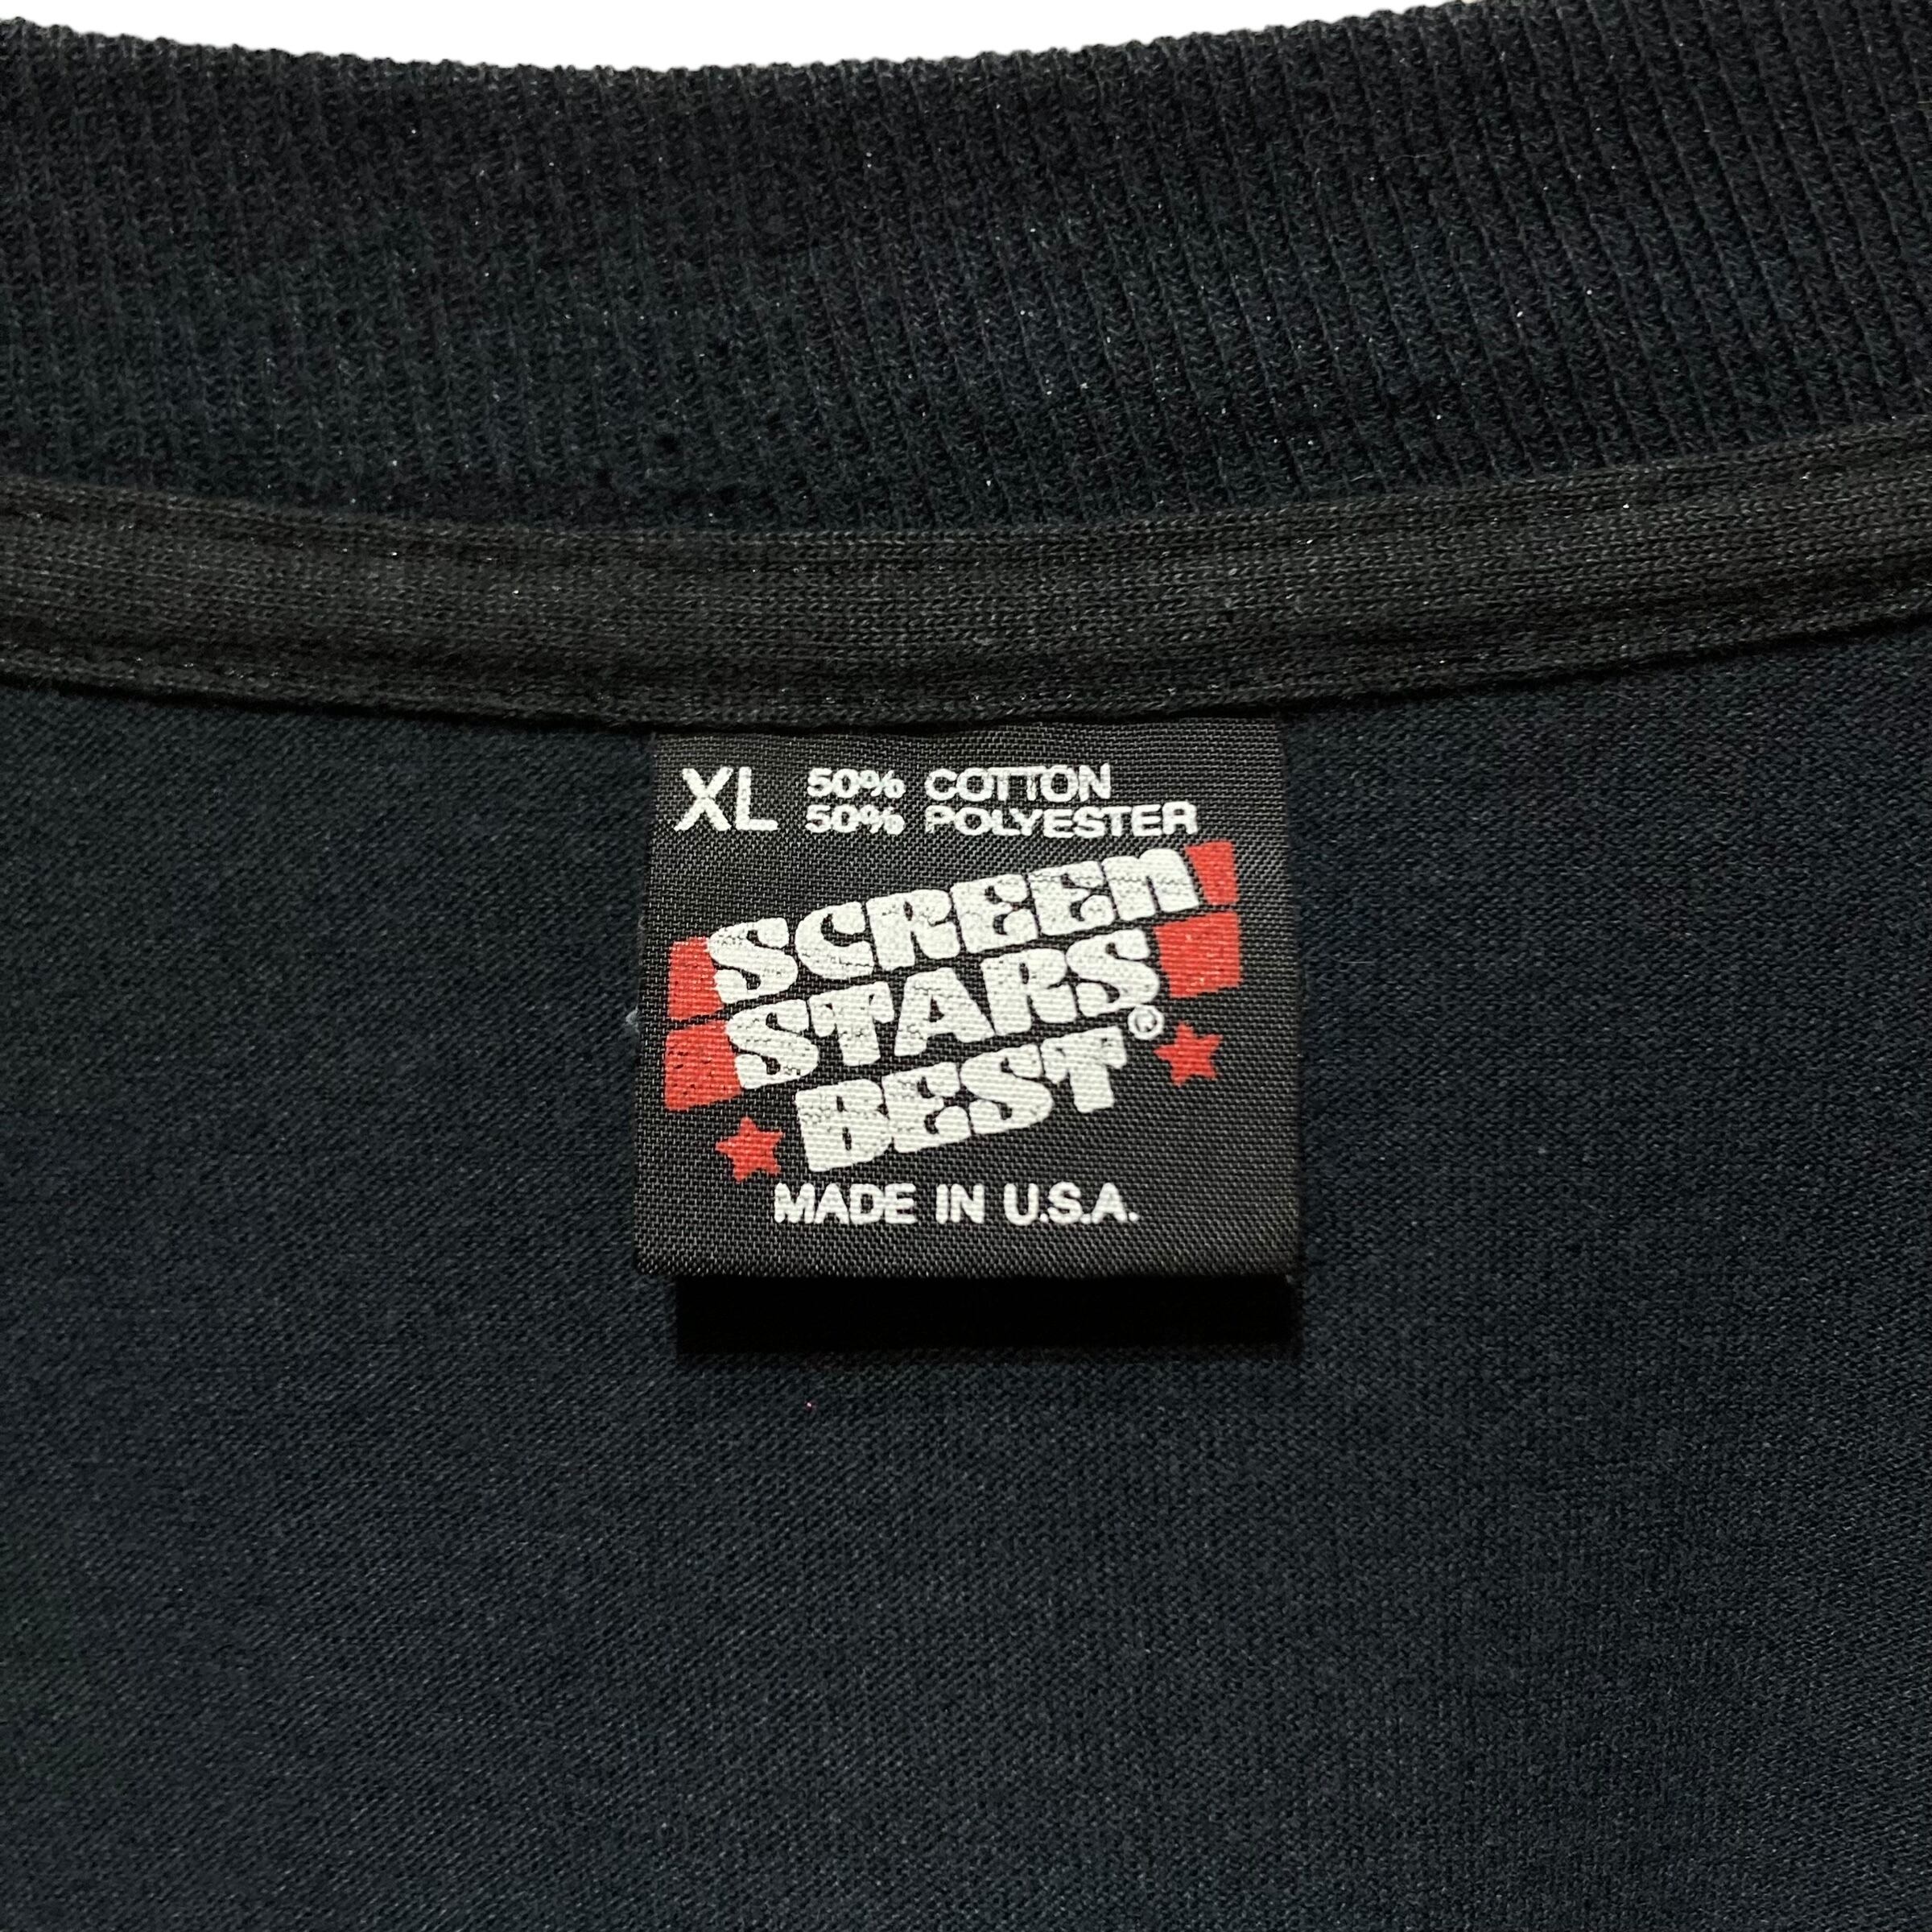 XL 50% COTTON
50% POLYESTER
SCREEN
STARS
BEST®
MADE IN U.S.A.